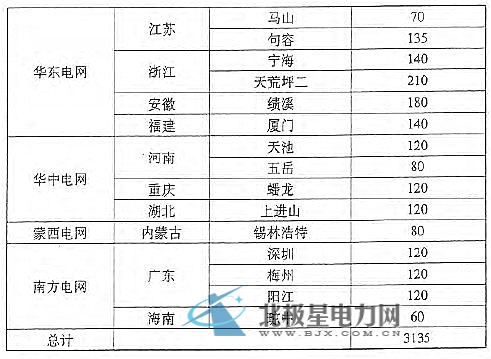 江苏 马山 70
句容 135
华东电网 浙江 宁海 140
天荒坪二 210
安徽 绩溪 180
福建 厦门 140
华中电网 河南 天池 120
五岳 80
重庆 蟠龙 120
湖北 上进山 120
蒙西电网 内蒙古 锡林浩特 80
南方电网 广东 深圳 120
梅州 120
阳江 120
海南 琼中 60
总计 3135
北极星电力网
WWW.BJX.COM.CN